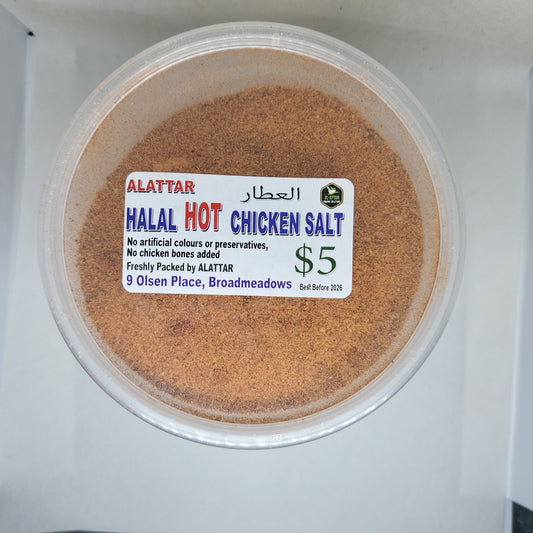 ALATTAR العطار
HALAL HOT CHICKEN SALT
No artificial colours or preservatives,
No chicken bones added
Freshly Packed by ALATTAR
$5
9 Olsen Place, Broadmeadows
Best Before 2026